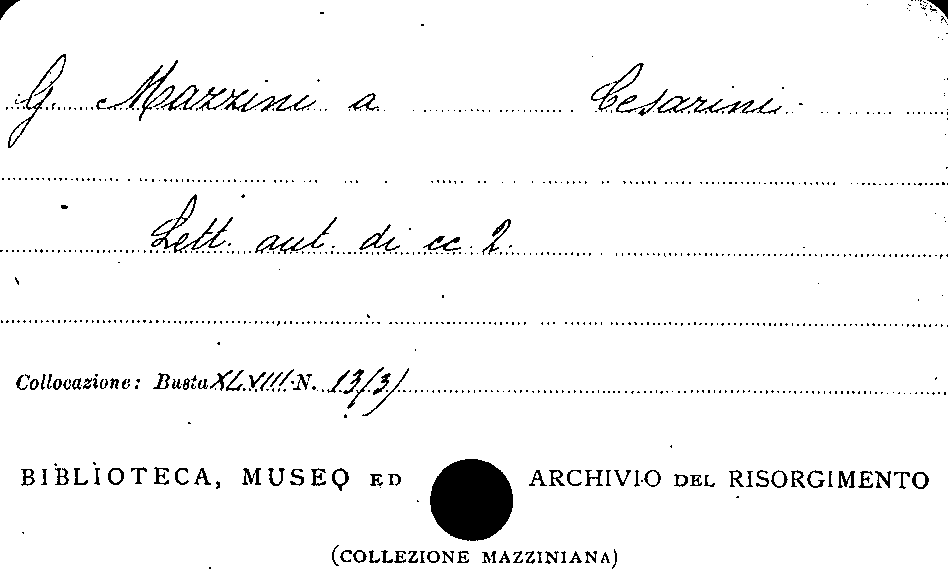 G. Mazzini a Cesarini
Lett. aut. di cc. 2.
Collocazione: Busta XLVIII N. 13/3)
BIBLIOTECA, MUSEO ED ARCHIVIO DEL RISORGIMENTO
(COLLEZIONE MAZZINIANA)